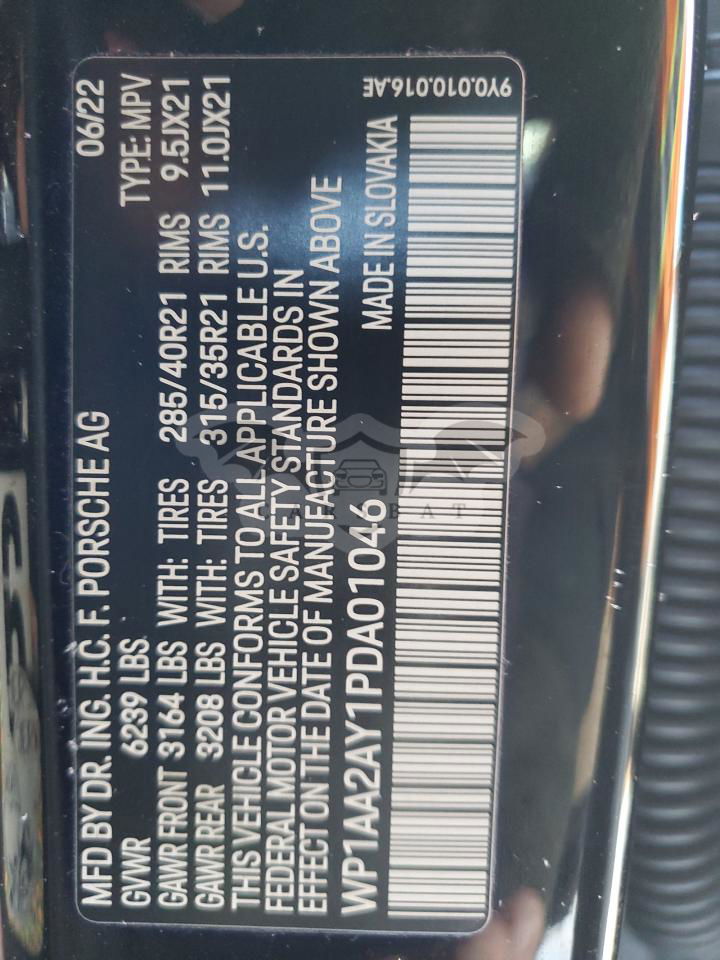 MFD BY DR. ING. H.C. F. PORSCHE AG 06/22
GVWR 6239 LBS TYPE: MPV
GAWR FRONT 3164 LBS WITH: TIRES 285/40R21 RIMS 9.5JX21
GAWR REAR 3208 LBS WITH: TIRES 315/35R21 RIMS 11.0JX21
THIS VEHICLE CONFORMS TO ALL APPLICABLE U.S.
FEDERAL MOTOR VEHICLE SAFETY STANDARDS IN
EFFECT ON THE DATE OF MANUFACTURE SHOWN ABOVE
WP1AA2AY1PDA01046 MADE IN SLOVAKIA
9Y0.010.016.AE
CAR BAT